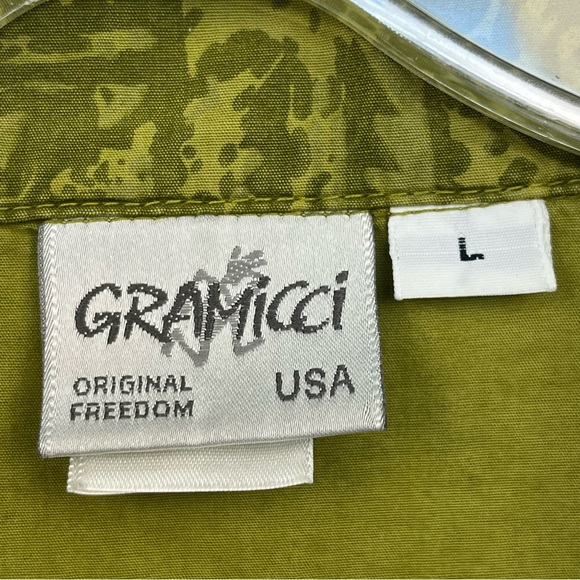 GRAMiCCi
ORIGINAL
FREEDOM
USA
L